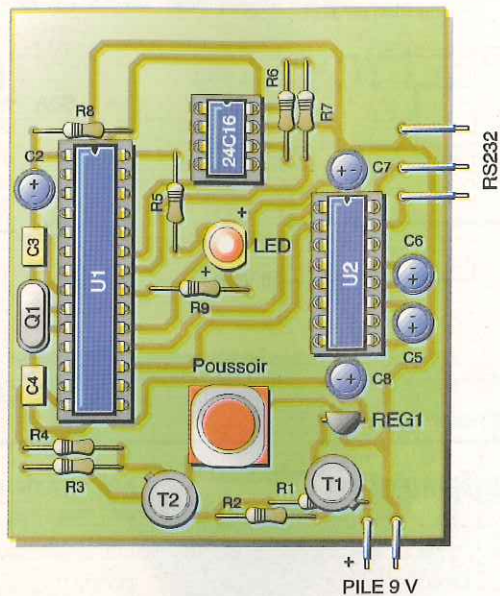 R8
R6
R7
24C16
C2
R5
C7
RS232
C3
+
LED
U1
U2
C6
Q1
+
R9
C5
C4
Poussoir
C8
REG1
R4
R3
T2
R2
R1
T1
+
PILE 9 V